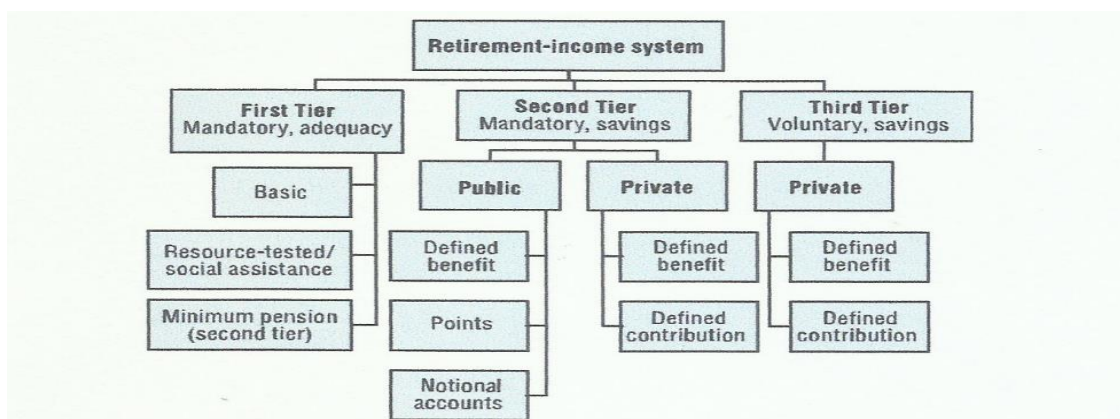 Retirement-income system
First Tier
Mandatory, adequacy
Second Tier
Mandatory, savings
Third Tier
Voluntary, savings
Basic
Public
Private
Private
Resource-tested/
social assistance
Defined
benefit
Defined
benefit
Defined
benefit
Minimum pension
(second tier)
Points
Defined
contribution
Defined
contribution
Notional
accounts